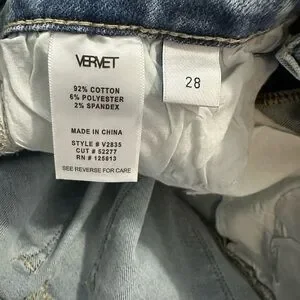 VERVET
92% COTTON
6% POLYESTER
2% SPANDEX
MADE IN CHINA
STYLE # V2835
CUT # 52277
RN # 125813
SEE REVERSE FOR CARE
28